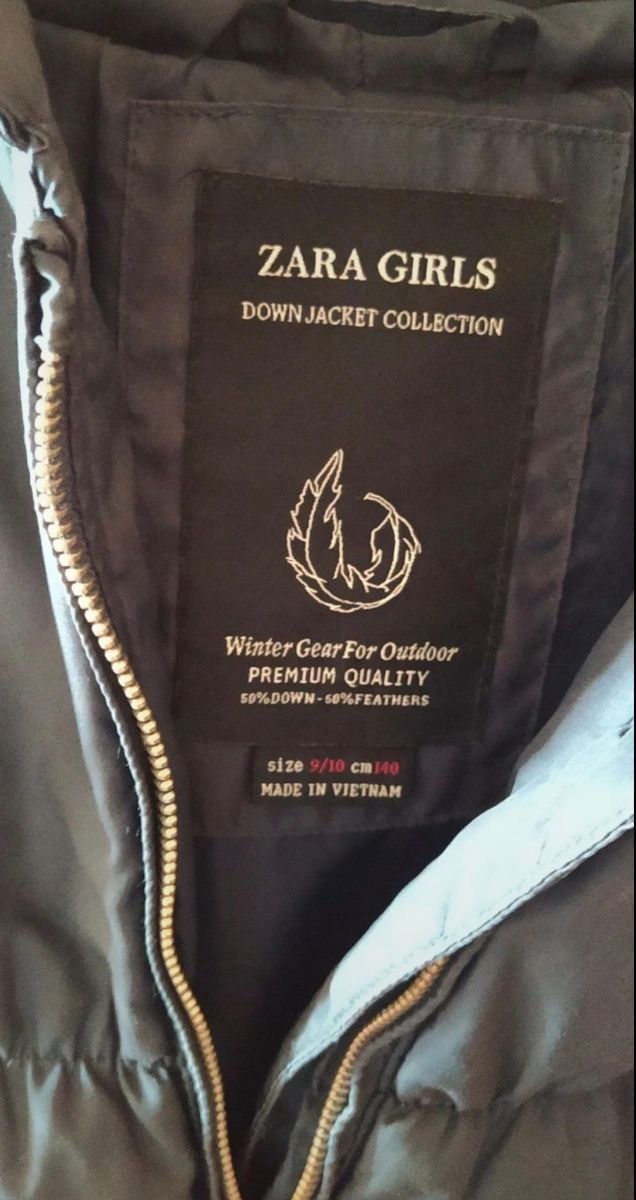 ZARA GIRLS
DOWN JACKET COLLECTION
Winter Gear For Outdoor
PREMIUM QUALITY
50%DOWN-50%FEATHERS
size 9/10 cm140
MADE IN VIETNAM